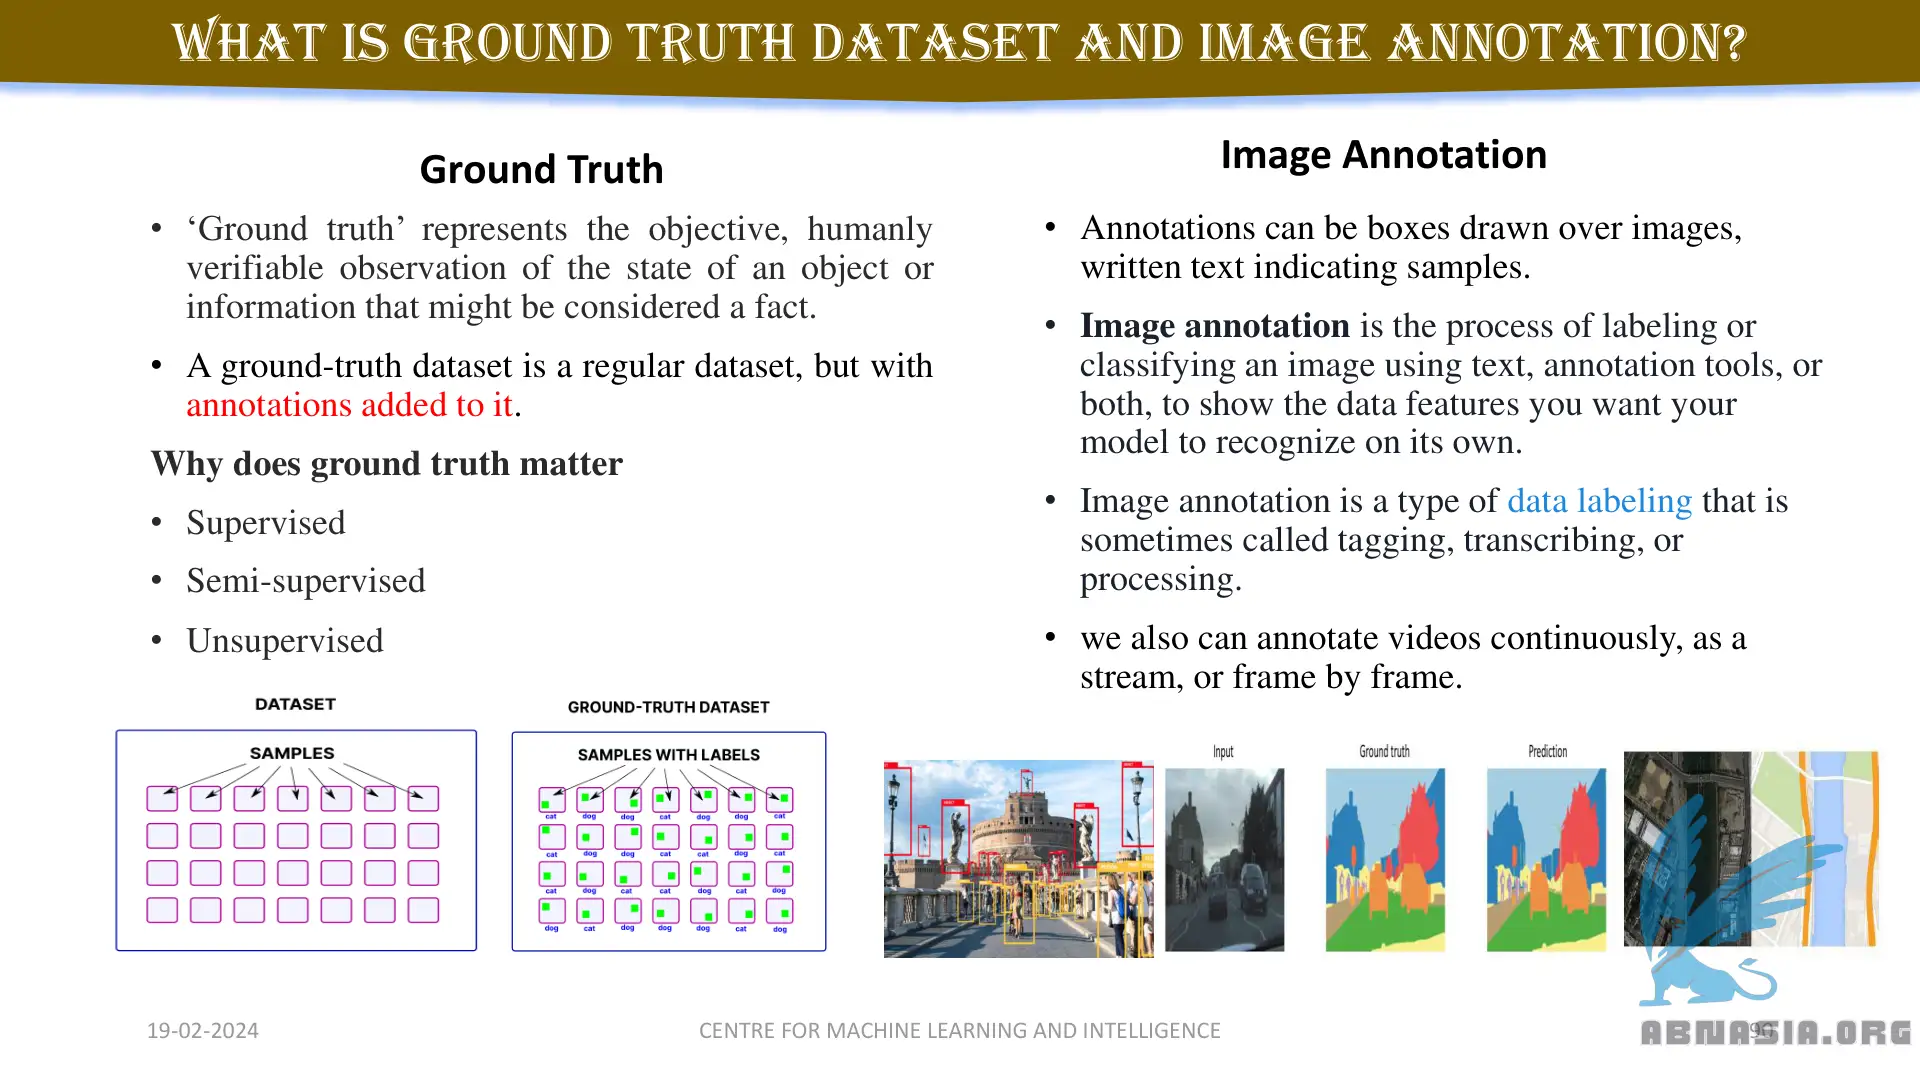 WHAT IS GROUND TRUTH DATASET AND IMAGE ANNOTATION?
Ground Truth
• ‘Ground truth’ represents the objective, humanly
verifiable observation of the state of an object or
information that might be considered a fact.
• A ground-truth dataset is a regular dataset, but with
annotations added to it.
Why does ground truth matter
• Supervised
• Semi-supervised
• Unsupervised
Image Annotation
• Annotations can be boxes drawn over images,
written text indicating samples.
• Image annotation is the process of labeling or
classifying an image using text, annotation tools, or
both, to show the data features you want your
model to recognize on its own.
• Image annotation is a type of data labeling that is
sometimes called tagging, transcribing, or
processing.
• we also can annotate videos continuously, as a
stream, or frame by frame.
DATASET
SAMPLES
GROUND-TRUTH DATASET
SAMPLES WITH LABELS
cat dog dog cat dog dog cat
cat dog dog cat cat dog cat
cat dog cat cat dog cat dog
dog cat dog dog dog cat dog
Input Ground truth Prediction
19-02-2024
CENTRE FOR MACHINE LEARNING AND INTELLIGENCE
90
ABNASIA.ORG